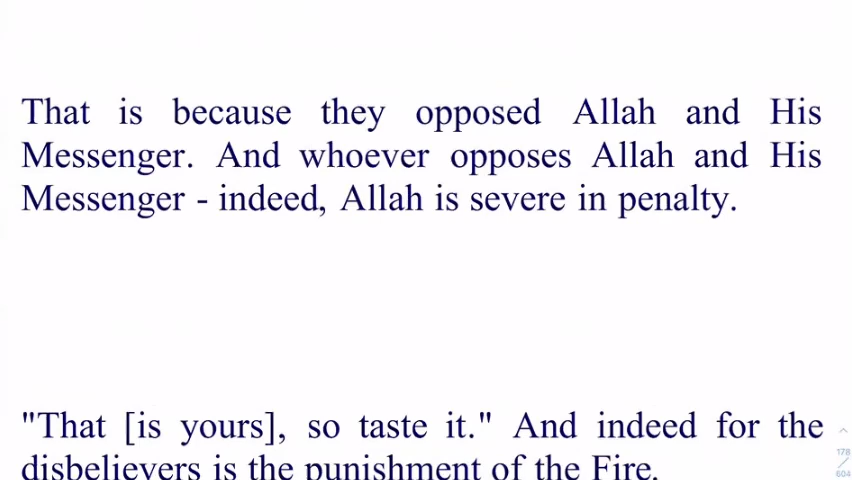 That is because they opposed Allah and His
Messenger. And whoever opposes Allah and His
Messenger - indeed, Allah is severe in penalty.
"That [is yours], so taste it." And indeed for the
disbelievers is the punishment of the Fire.
178
/
604